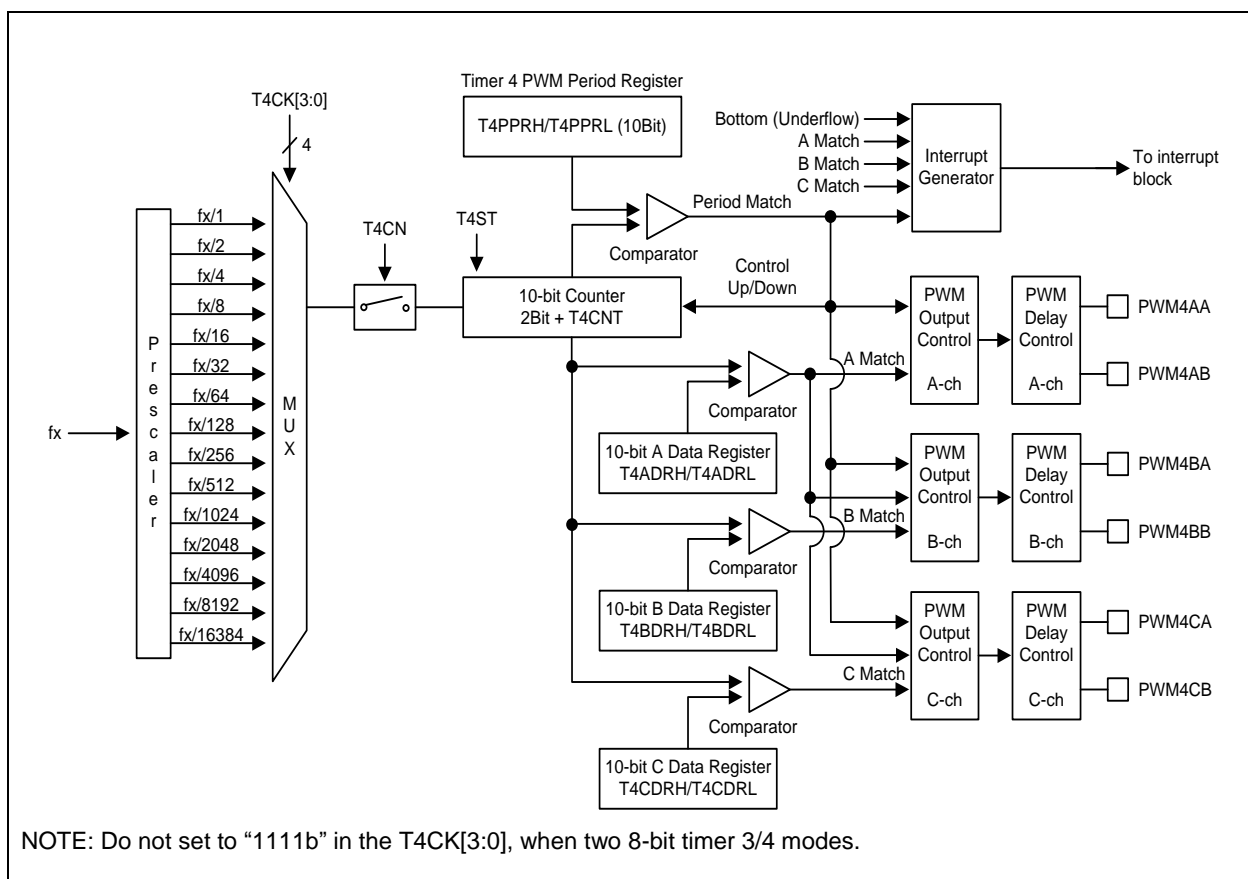 Timer 4 PWM Period Register
T4PPRH/T4PPRL (10Bit)
T4CK[3:0]
4
Bottom (Underflow)
A Match
B Match
C Match
Period Match
Interrupt
Generator
To interrupt
block
fx
Prescaler
fx/1
fx/2
fx/4
fx/8
fx/16
fx/32
fx/64
fx/128
fx/256
fx/512
fx/1024
fx/2048
fx/4096
fx/8192
fx/16384
MUX
T4CN
T4ST
Comparator
10-bit Counter
2Bit + T4CNT
Control
Up/Down
A Match
Comparator
10-bit A Data Register
T4ADRH/T4ADRL
PWM
Output
Control
A-ch
PWM
Delay
Control
A-ch
PWM4AA
PWM4AB
B Match
Comparator
10-bit B Data Register
T4BDRH/T4BDRL
PWM
Output
Control
B-ch
PWM
Delay
Control
B-ch
PWM4BA
PWM4BB
C Match
Comparator
10-bit C Data Register
T4CDRH/T4CDRL
PWM
Output
Control
C-ch
PWM
Delay
Control
C-ch
PWM4CA
PWM4CB
NOTE: Do not set to “1111b” in the T4CK[3:0], when two 8-bit timer 3/4 modes.